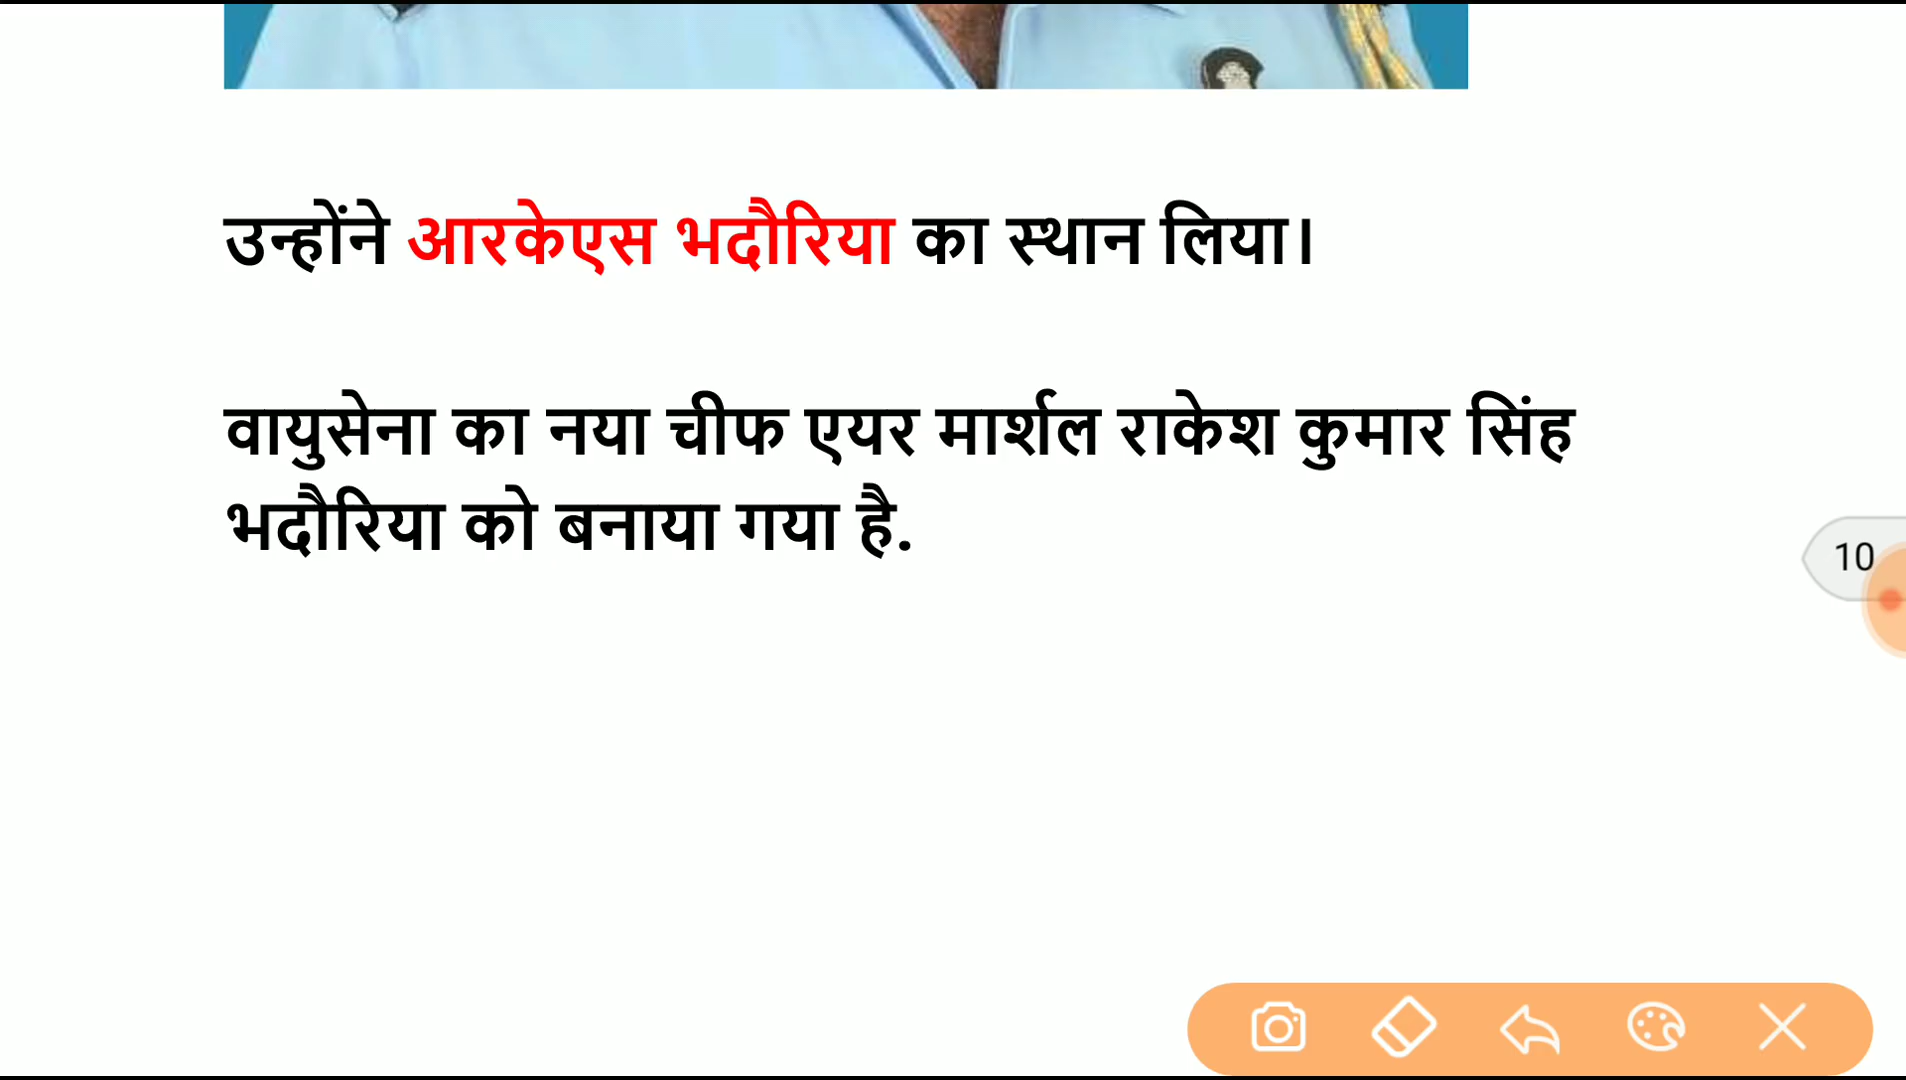 उन्होंने आरकेएस भदौरिया का स्थान लिया।
वायुसेना का नया चीफ एयर मार्शल राकेश कुमार सिंह
भदौरिया को बनाया गया है.
10